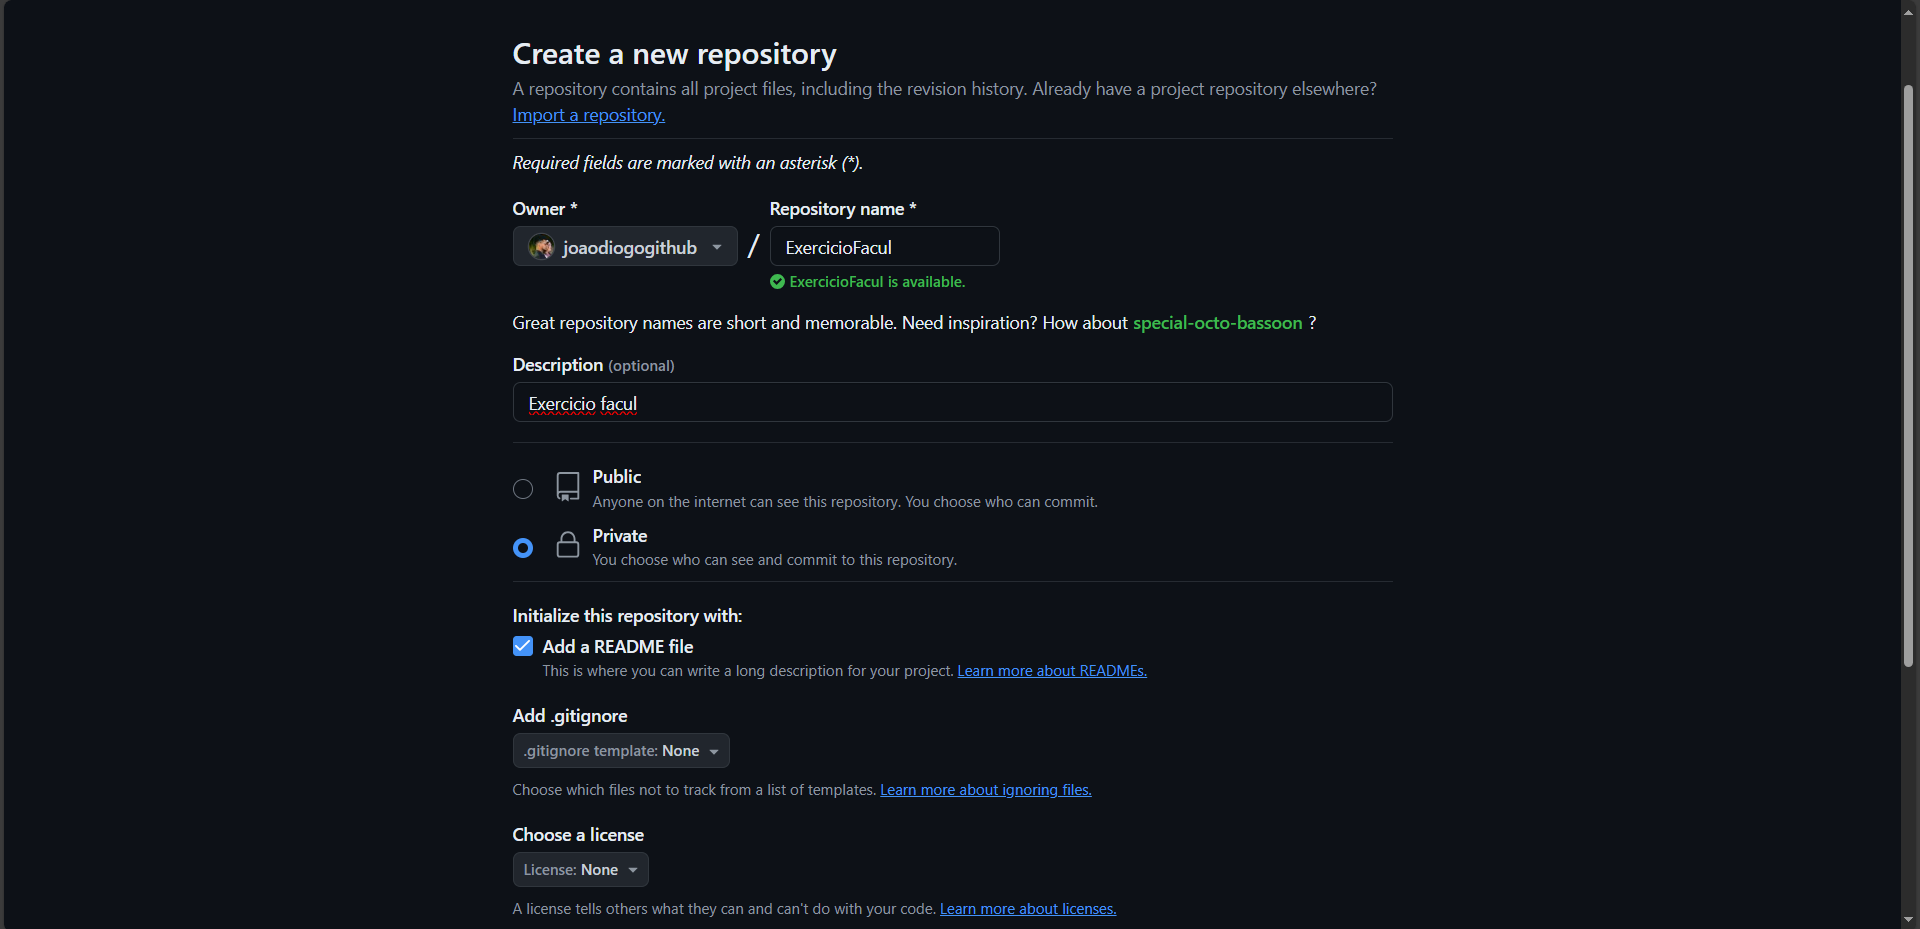 Create a new repository
A repository contains all project files, including the revision history. Already have a project repository elsewhere?
Import a repository.
Required fields are marked with an asterisk (*).
Owner *
Repository name *
joaodiogogithub
/
ExercicioFacul
ExercicioFacul is available.
Great repository names are short and memorable. Need inspiration? How about special-octo-bassoon ?
Description (optional)
Exercicio facul
Public
Anyone on the internet can see this repository. You choose who can commit.
Private
You choose who can see and commit to this repository.
Initialize this repository with:
Add a README file
This is where you can write a long description for your project. Learn more about READMEs.
Add .gitignore
.gitignore template: None
Choose which files not to track from a list of templates. Learn more about ignoring files.
Choose a license
License: None
A license tells others what they can and can't do with your code. Learn more about licenses.